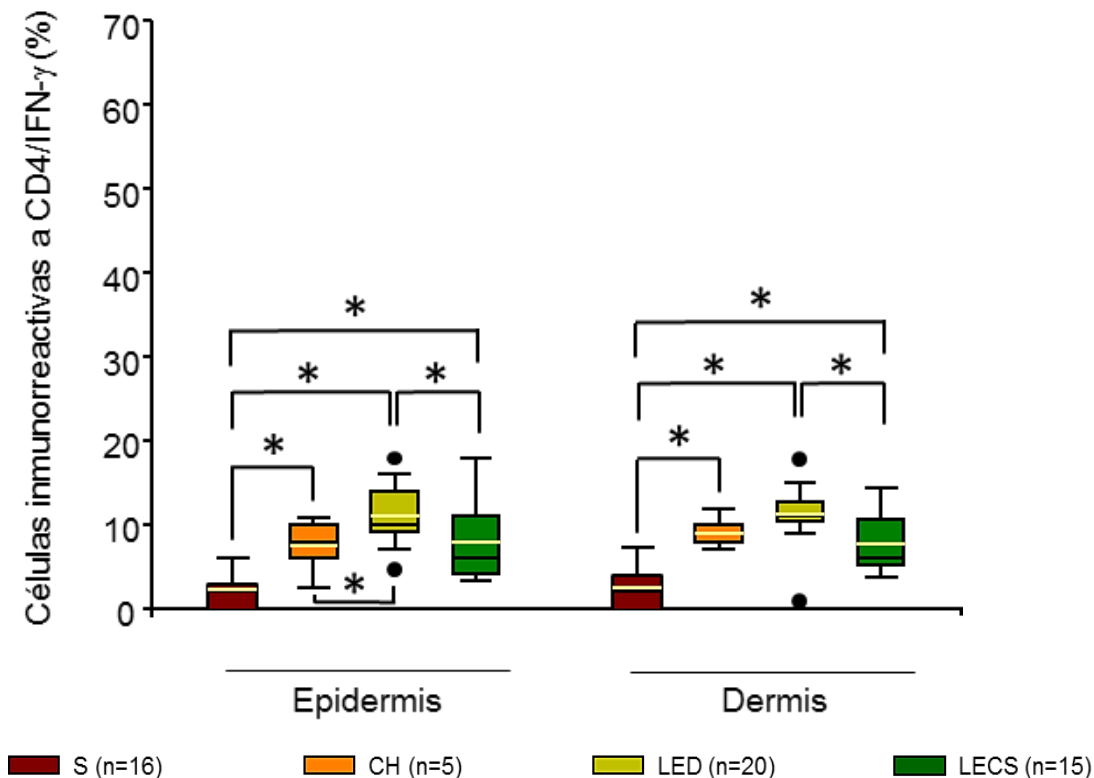 Células inmunorreactivas a CD4/IFN-γ (%)
70
60
50
40
30
20
10
0
*
*
*
*
*
*
*
*
*
Epidermis
Dermis
S (n=16)
CH (n=5)
LED (n=20)
LECS (n=15)